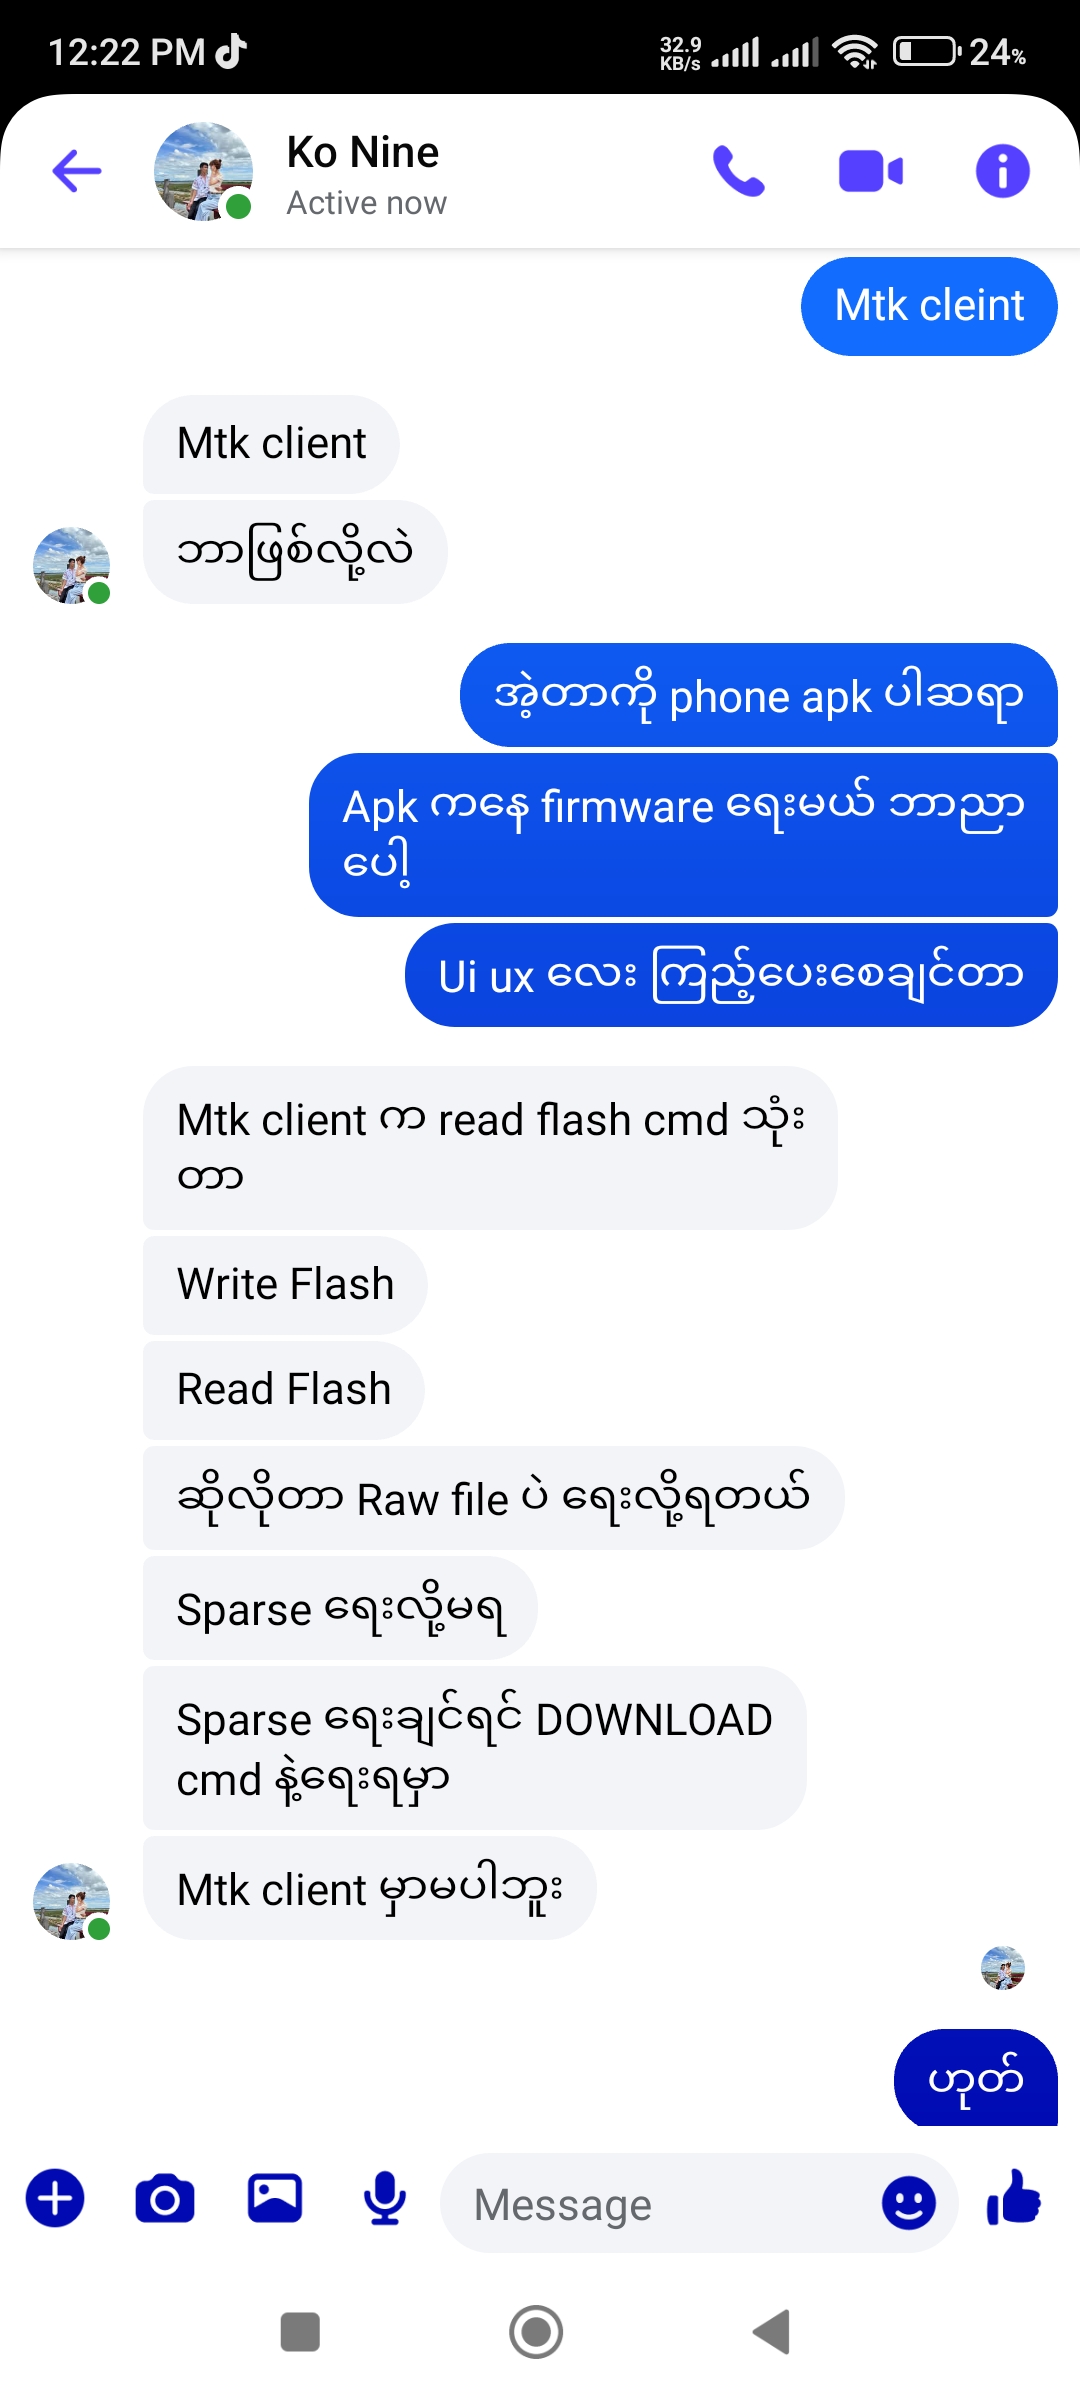 12:22 PM
32.9
KB/s
24%
Ko Nine
Active now
Mtk cleint
Mtk client
ဘာဖြစ်လို့လဲ
အဲ့တာကို phone apk ပါဆရာ
Apk ကနေ firmware ရေးမယ် ဘာညာ
ပေါ့
Ui ux လေး ကြည့်ပေးစေချင်တာ
Mtk client က read flash cmd သုံး
တာ
Write Flash
Read Flash
ဆိုလိုတာ Raw file ပဲ ရေးလို့ရတယ်
Sparse ရေးလို့မရ
Sparse ရေးချင်ရင် DOWNLOAD
cmd နဲ့ရေးရမှာ
Mtk client မှာမပါဘူး
ဟုတ်
Message